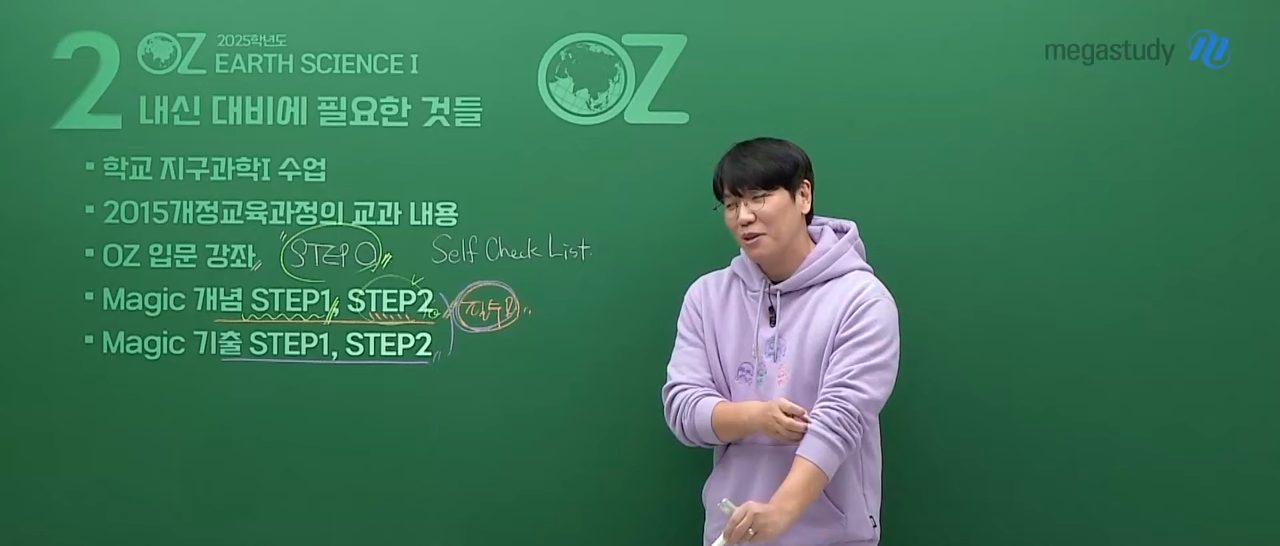 megastudy
2
OZ 2025학년도
EARTH SCIENCE I
OZ
내신 대비에 필요한 것들
▪ 학교 지구과학I 수업
▪ 2015개정교육과정의 교과 내용
▪ OZ 입문 강좌 " STEP 0 " Self Check List.
▪ Magic 개념 STEP1, STEP2 필수!
▪ Magic 기출 STEP1, STEP2